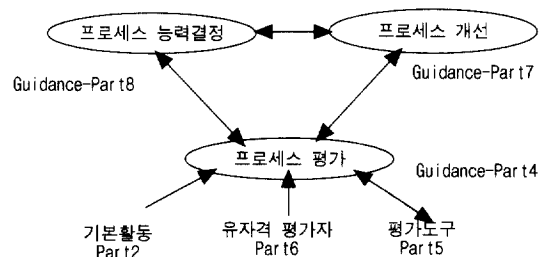 프로세스 능력결정
프로세스 개선
Guidance-Part8
Guidance-Part7
프로세스 평가
Guidance-Part4
기본활동
Part2
유자격 평가자
Part6
평가도구
Part5